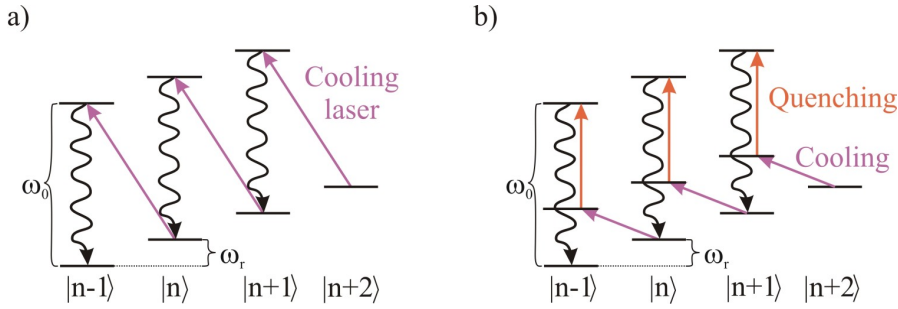 a)
Cooling
laser
ω₀
ωᵣ
|n-1⟩ |n⟩ |n+1⟩ |n+2⟩
b)
Quenching
Cooling
ω₀
ωᵣ
|n-1⟩ |n⟩ |n+1⟩ |n+2⟩